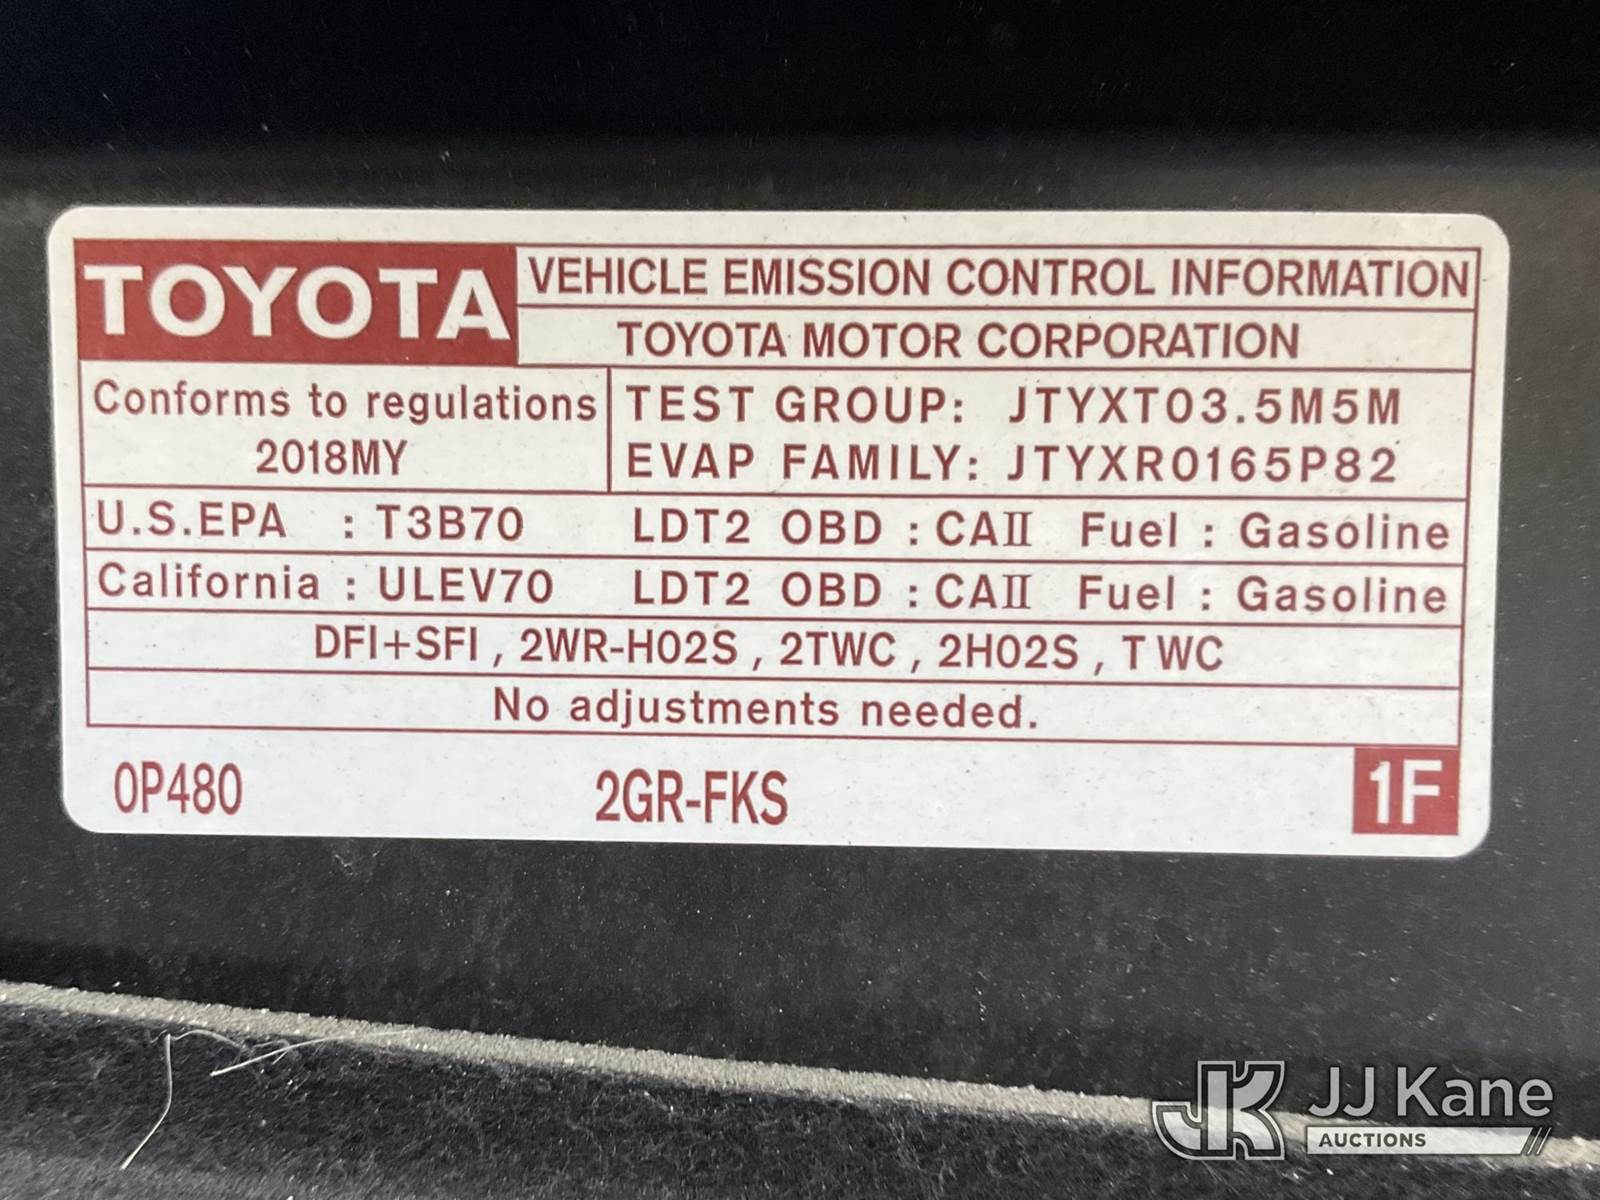 TOYOTA VEHICLE EMISSION CONTROL INFORMATION
TOYOTA MOTOR CORPORATION
Conforms to regulations
2018MY
TEST GROUP: JTYXT03.5M5M
EVAP FAMILY: JTYXR0165P82
U.S.EPA : T3B70 LDT2 OBD : CAII Fuel : Gasoline
California : ULEV70 LDT2 OBD : CAII Fuel : Gasoline
DFI+SFI , 2WR-HO2S , 2TWC , 2HO2S , TWC
No adjustments needed.
0P480 2GR-FKS 1F
JK JJ Kane
AUCTIONS